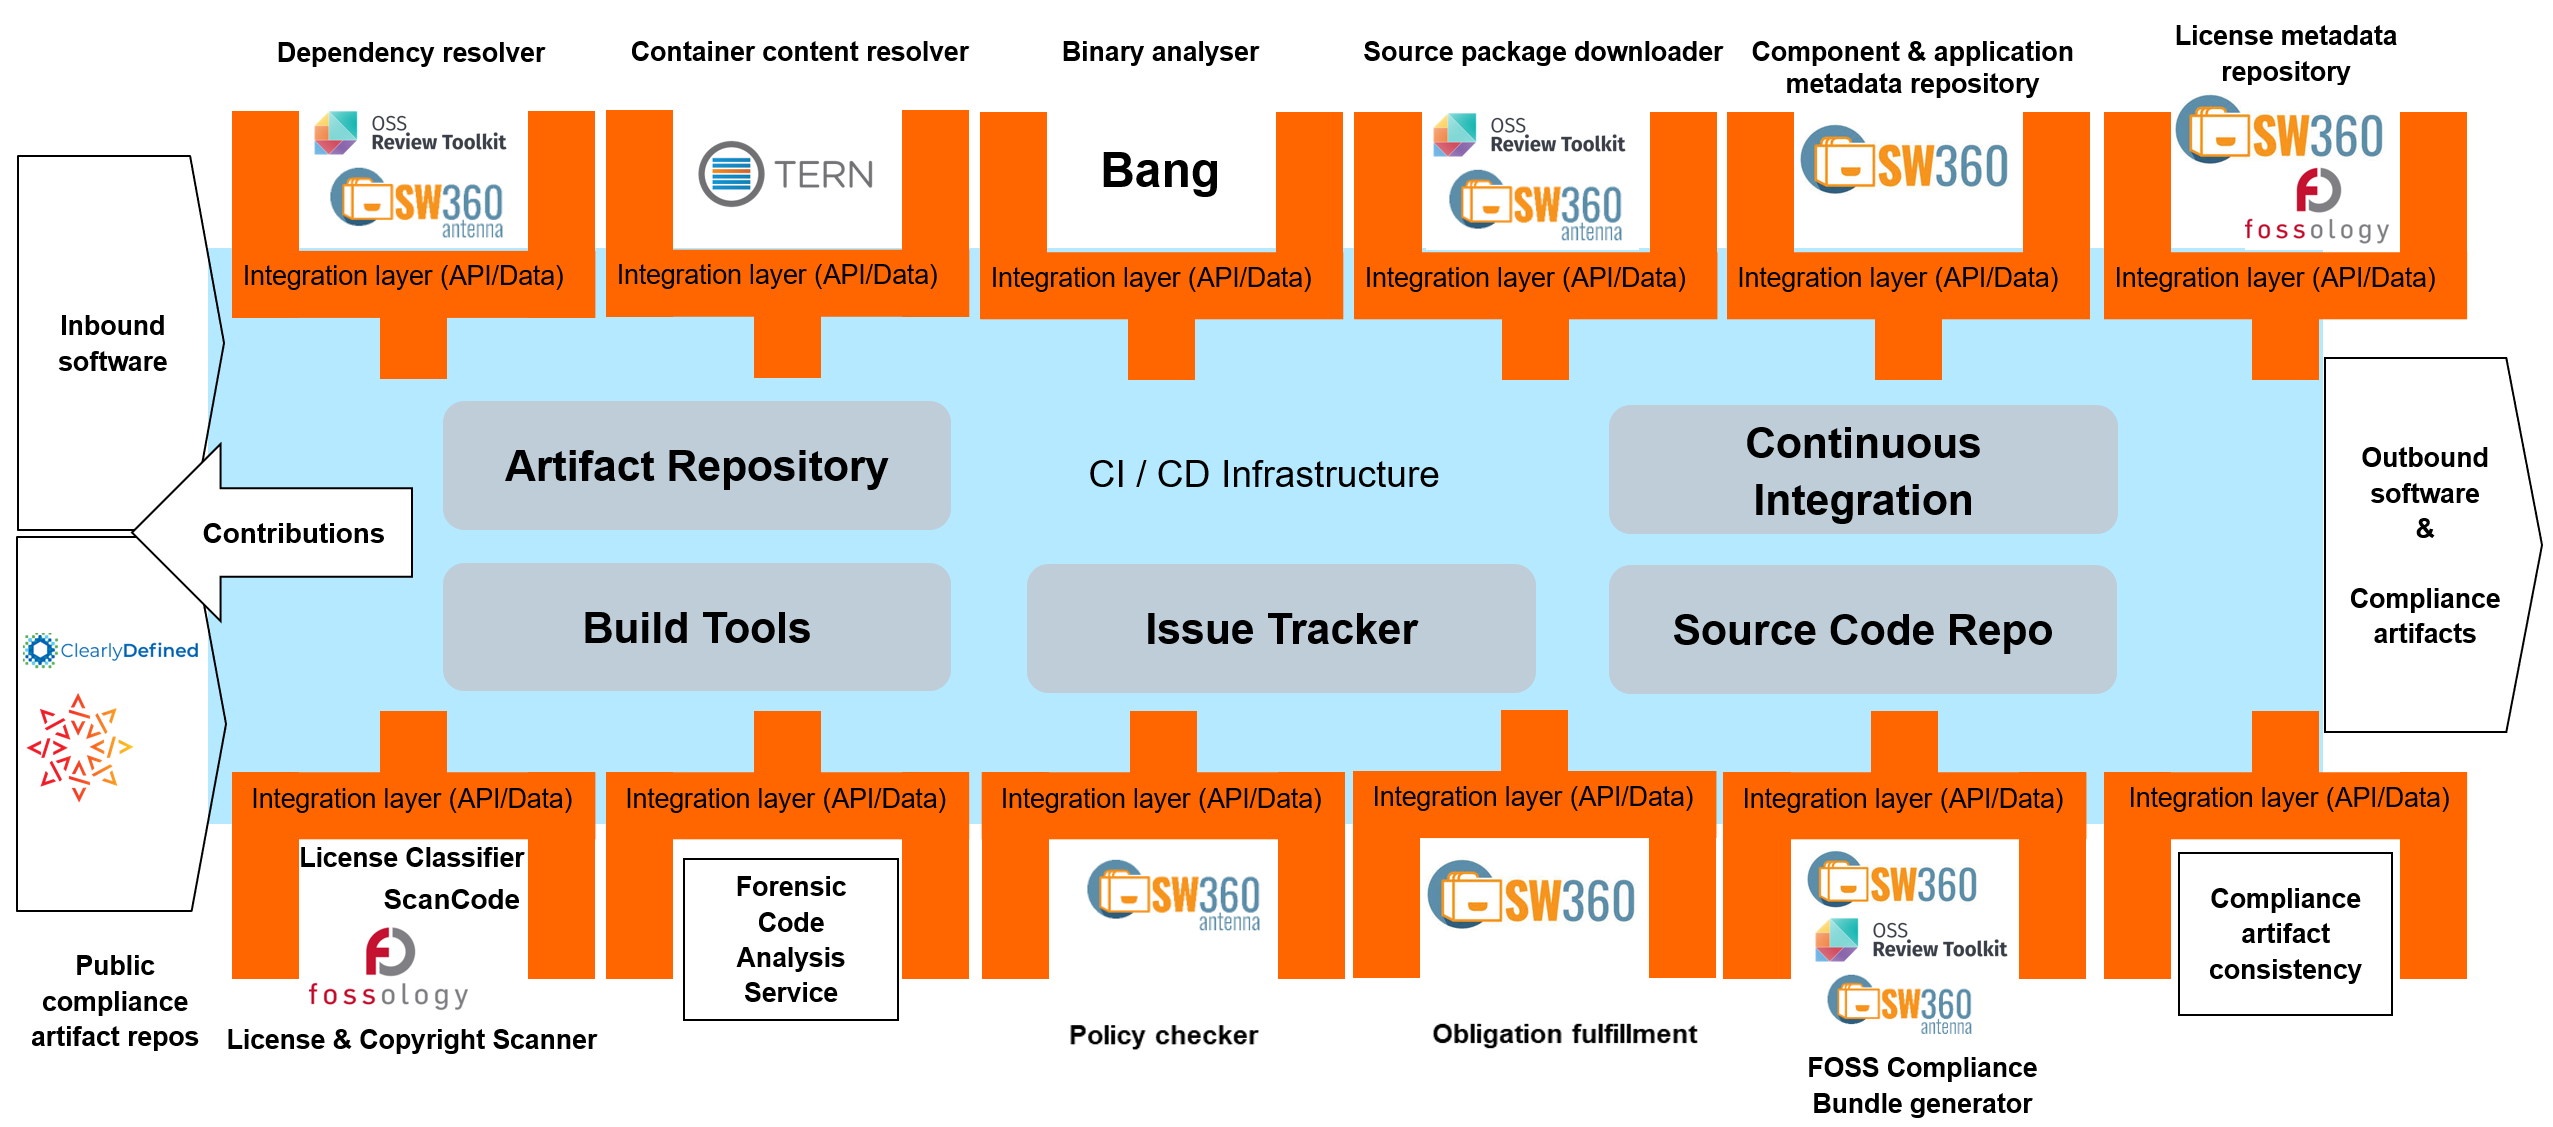 Dependency resolver
Container content resolver
Binary analyser
Source package downloader
Component & application
metadata repository
License metadata
repository
OSS
Review Toolkit
SW360
antenna
TERN
Bang
OSS
Review Toolkit
SW360
antenna
SW360
SW360
fossology
Integration layer (API/Data)
Integration layer (API/Data)
Integration layer (API/Data)
Integration layer (API/Data)
Integration layer (API/Data)
Integration layer (API/Data)
Inbound
software
Contributions
Artifact Repository
CI / CD Infrastructure
Continuous
Integration
Build Tools
Issue Tracker
Source Code Repo
Outbound
software
&
Compliance
artifacts
ClearlyDefined
Public
compliance
artifact repos
Integration layer (API/Data)
Integration layer (API/Data)
Integration layer (API/Data)
Integration layer (API/Data)
Integration layer (API/Data)
Integration layer (API/Data)
License Classifier
ScanCode
fossology
License & Copyright Scanner
Forensic
Code
Analysis
Service
SW360
antenna
Policy checker
SW360
Obligation fulfillment
SW360
OSS
Review Toolkit
SW360
antenna
FOSS Compliance
Bundle generator
Compliance
artifact
consistency